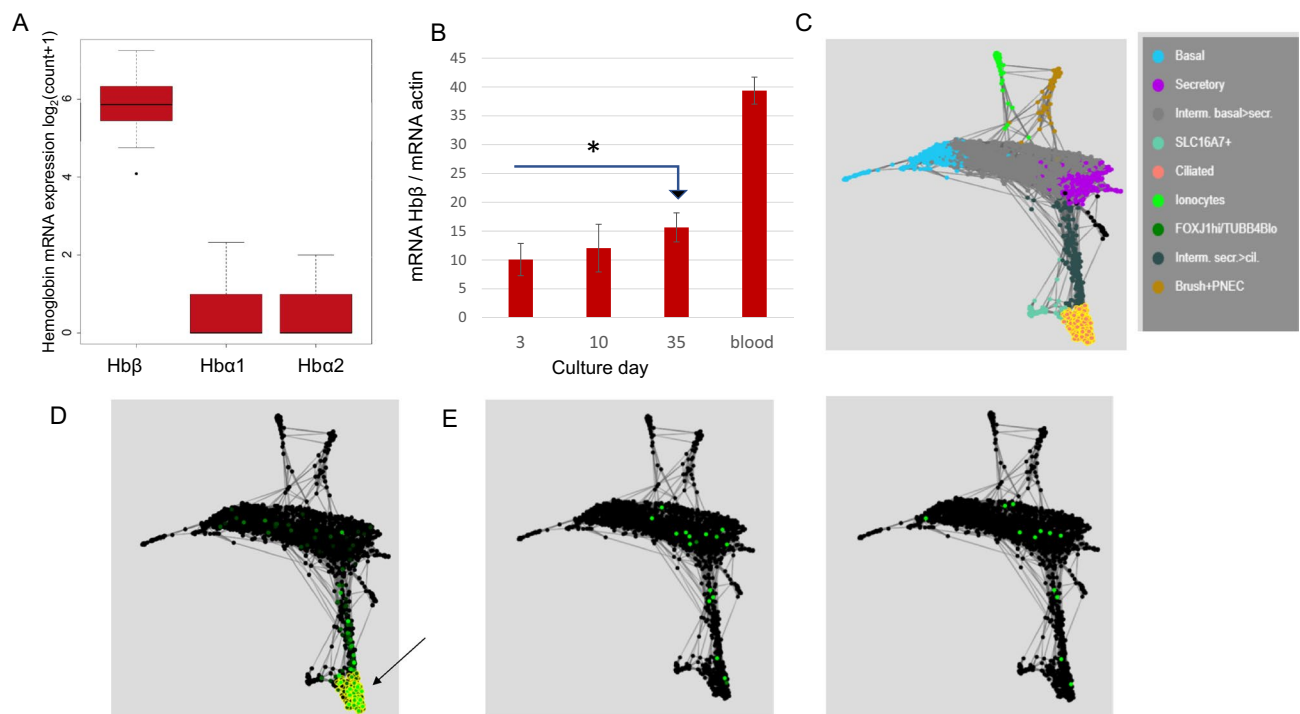 A
Hemoglobin mRNA expression log₂(count+1)
6
4
2
0
Hbβ Hbα1 Hbα2
B
mRNA Hbβ / mRNA actin
45
40
35
30
25
20
15
10
5
0
*
3 10 35 blood
Culture day
C
Basal
Secretory
Interm. basal>secr.
SLC16A7+
Ciliated
Ionocytes
FOXJ1hi/TUBB4Blo
Interm. secr.>cil.
Brush+PNEC
D
E